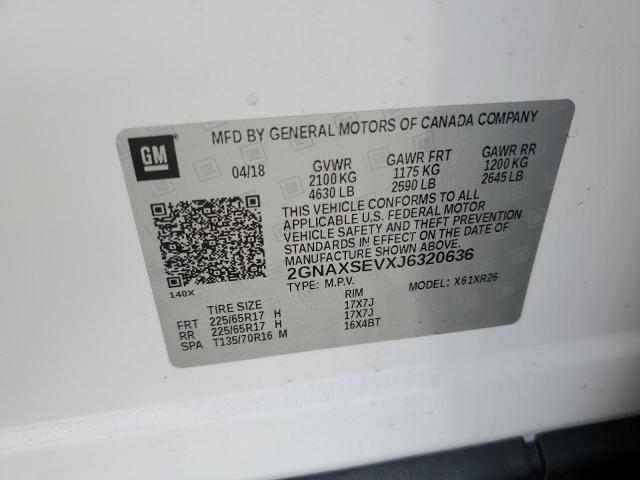 GM
MFD BY GENERAL MOTORS OF CANADA COMPANY
04/18 GVWR GAWR FRT GAWR RR
2100 KG 1175 KG 1200 KG
4630 LB 2590 LB 2645 LB
THIS VEHICLE CONFORMS TO ALL
APPLICABLE U.S. FEDERAL MOTOR
VEHICLE SAFETY AND THEFT PREVENTION
STANDARDS IN EFFECT ON THE DATE OF
MANUFACTURE SHOWN ABOVE.
2GNAXSEVXJ6320636
140X
TYPE: M.P.V. MODEL: X61XR26
TIRE SIZE RIM
FRT 225/65R17 H 17X7J
RR 225/65R17 H 17X7J
SPA T135/70R16 M 16X4BT